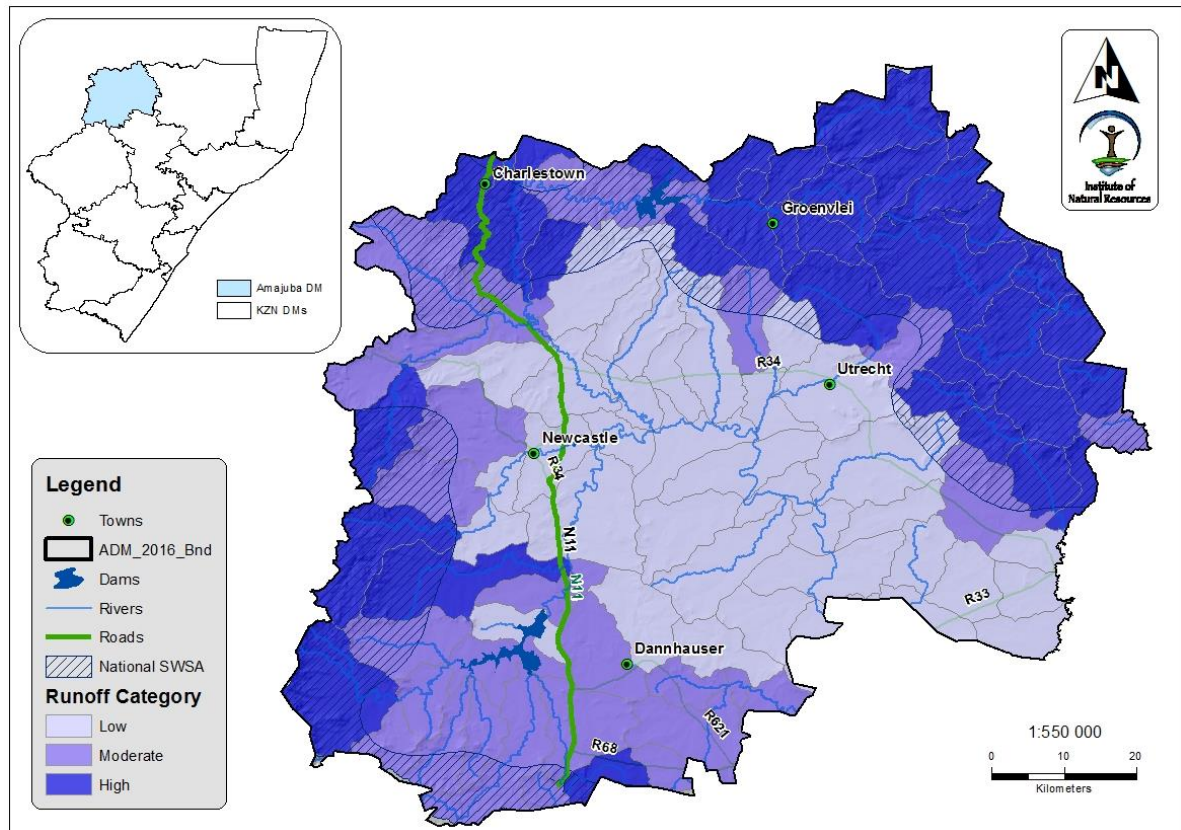 Amajuba DM
KZN DMs
N
Institute of
Natural Resources
Charlestown
Groenvlei
R34
Utrecht
Newcastle
R34
N11
N11
R33
Dannhauser
R621
R68
Legend
Towns
ADM_2016_Bnd
Dams
Rivers
Roads
National SWSA
Runoff Category
Low
Moderate
High
1:550 000
0 10 20
Kilometers